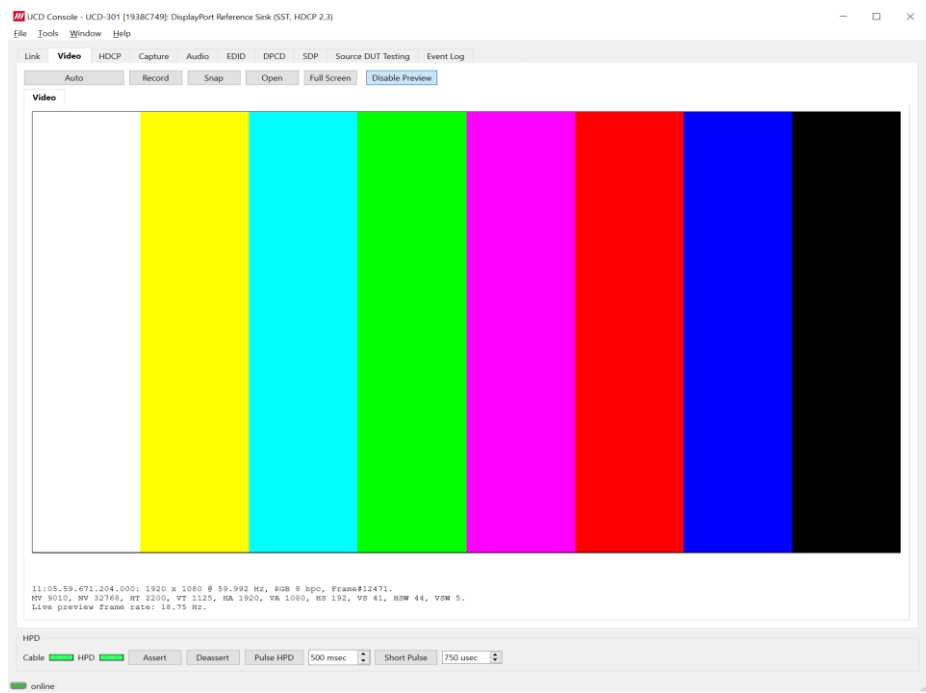 UCD Console - UCD-301 [1938C749]: DisplayPort Reference Sink (SST, HDCP 2.3)
File Tools Window Help
Link Video HDCP Capture Audio EDID DPCD SDP Source DUT Testing Event Log
Auto Record Snap Open Full Screen Disable Preview
Video
11:05.59.671.204.000: 1920 x 1080 @ 59.992 Hz, RGB 8 bpc, Frame#12471.
MV 9010, NV 32768, HT 2200, VT 1125, HA 1920, VA 1080, HS 192, VS 41, HSW 44, VSW 5.
Live preview frame rate: 18.75 Hz.
HPD
Cable HPD Assert Deassert Pulse HPD 500 msec Short Pulse 750 usec
online